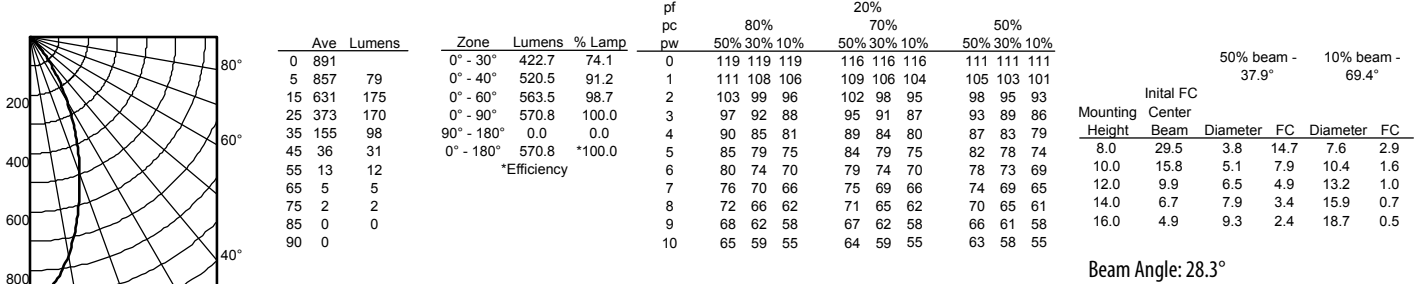 200
400
600
800
80°
60°
40°
Ave Lumens
0 891
5 857 79
15 631 175
25 373 170
35 155 98
45 36 31
55 13 12
65 5 5
75 2 2
85 0 0
90 0
Zone Lumens % Lamp
0° - 30° 422.7 74.1
0° - 40° 520.5 91.2
0° - 60° 563.5 98.7
0° - 90° 570.8 100.0
90° - 180° 0.0 0.0
0° - 180° 570.8 *100.0
*Efficiency
pf 20%
pc 80% 70% 50%
pw 50% 30% 10% 50% 30% 10% 50% 30% 10%
0 119 119 119 116 116 116 111 111 111
1 111 108 106 109 106 104 105 103 101
2 103 99 96 102 98 95 98 95 93
3 97 92 88 95 91 87 93 89 86
4 90 85 81 89 84 80 87 83 79
5 85 79 75 84 79 75 82 78 74
6 80 74 70 79 74 70 78 73 69
7 76 70 66 75 69 66 74 69 65
8 72 66 62 71 65 62 70 65 61
9 68 62 58 67 62 58 66 61 58
10 65 59 55 64 59 55 63 58 55
50% beam - 10% beam -
37.9° 69.4°
Inital FC
Mounting Center
Height Beam Diameter FC Diameter FC
8.0 29.5 3.8 14.7 7.6 2.9
10.0 15.8 5.1 7.9 10.4 1.6
12.0 9.9 6.5 4.9 13.2 1.0
14.0 6.7 7.9 3.4 15.9 0.7
16.0 4.9 9.3 2.4 18.7 0.5
Beam Angle: 28.3°